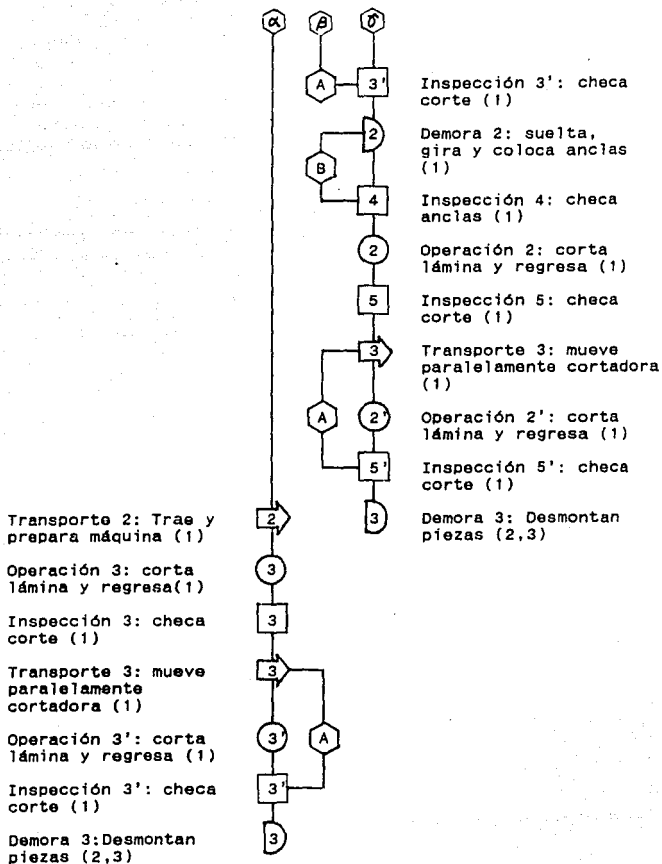 α β γ
A 3' Inspección 3': checa
corte (1)
2 Demora 2: suelta,
gira y coloca anclas
(1)
B
4 Inspección 4: checa
anclas (1)
2 Operación 2: corta
lámina y regresa (1)
5 Inspección 5: checa
corte (1)
3 Transporte 3: mueve
paralelamente cortadora
(1)
A 2' Operación 2': corta
lámina y regresa (1)
5' Inspección 5': checa
corte (1)
3 Demora 3: Desmontan
piezas (2,3)
Transporte 2: Trae y
prepara máquina (1)
2
Operación 3: corta
lámina y regresa(1)
3
Inspección 3: checa
corte (1)
3
Transporte 3: mueve
paralelamente
cortadora (1)
3
Operación 3': corta
lámina y regresa (1)
3' A
Inspección 3': checa
corte (1)
3'
Demora 3:Desmontan
piezas (2,3)
3